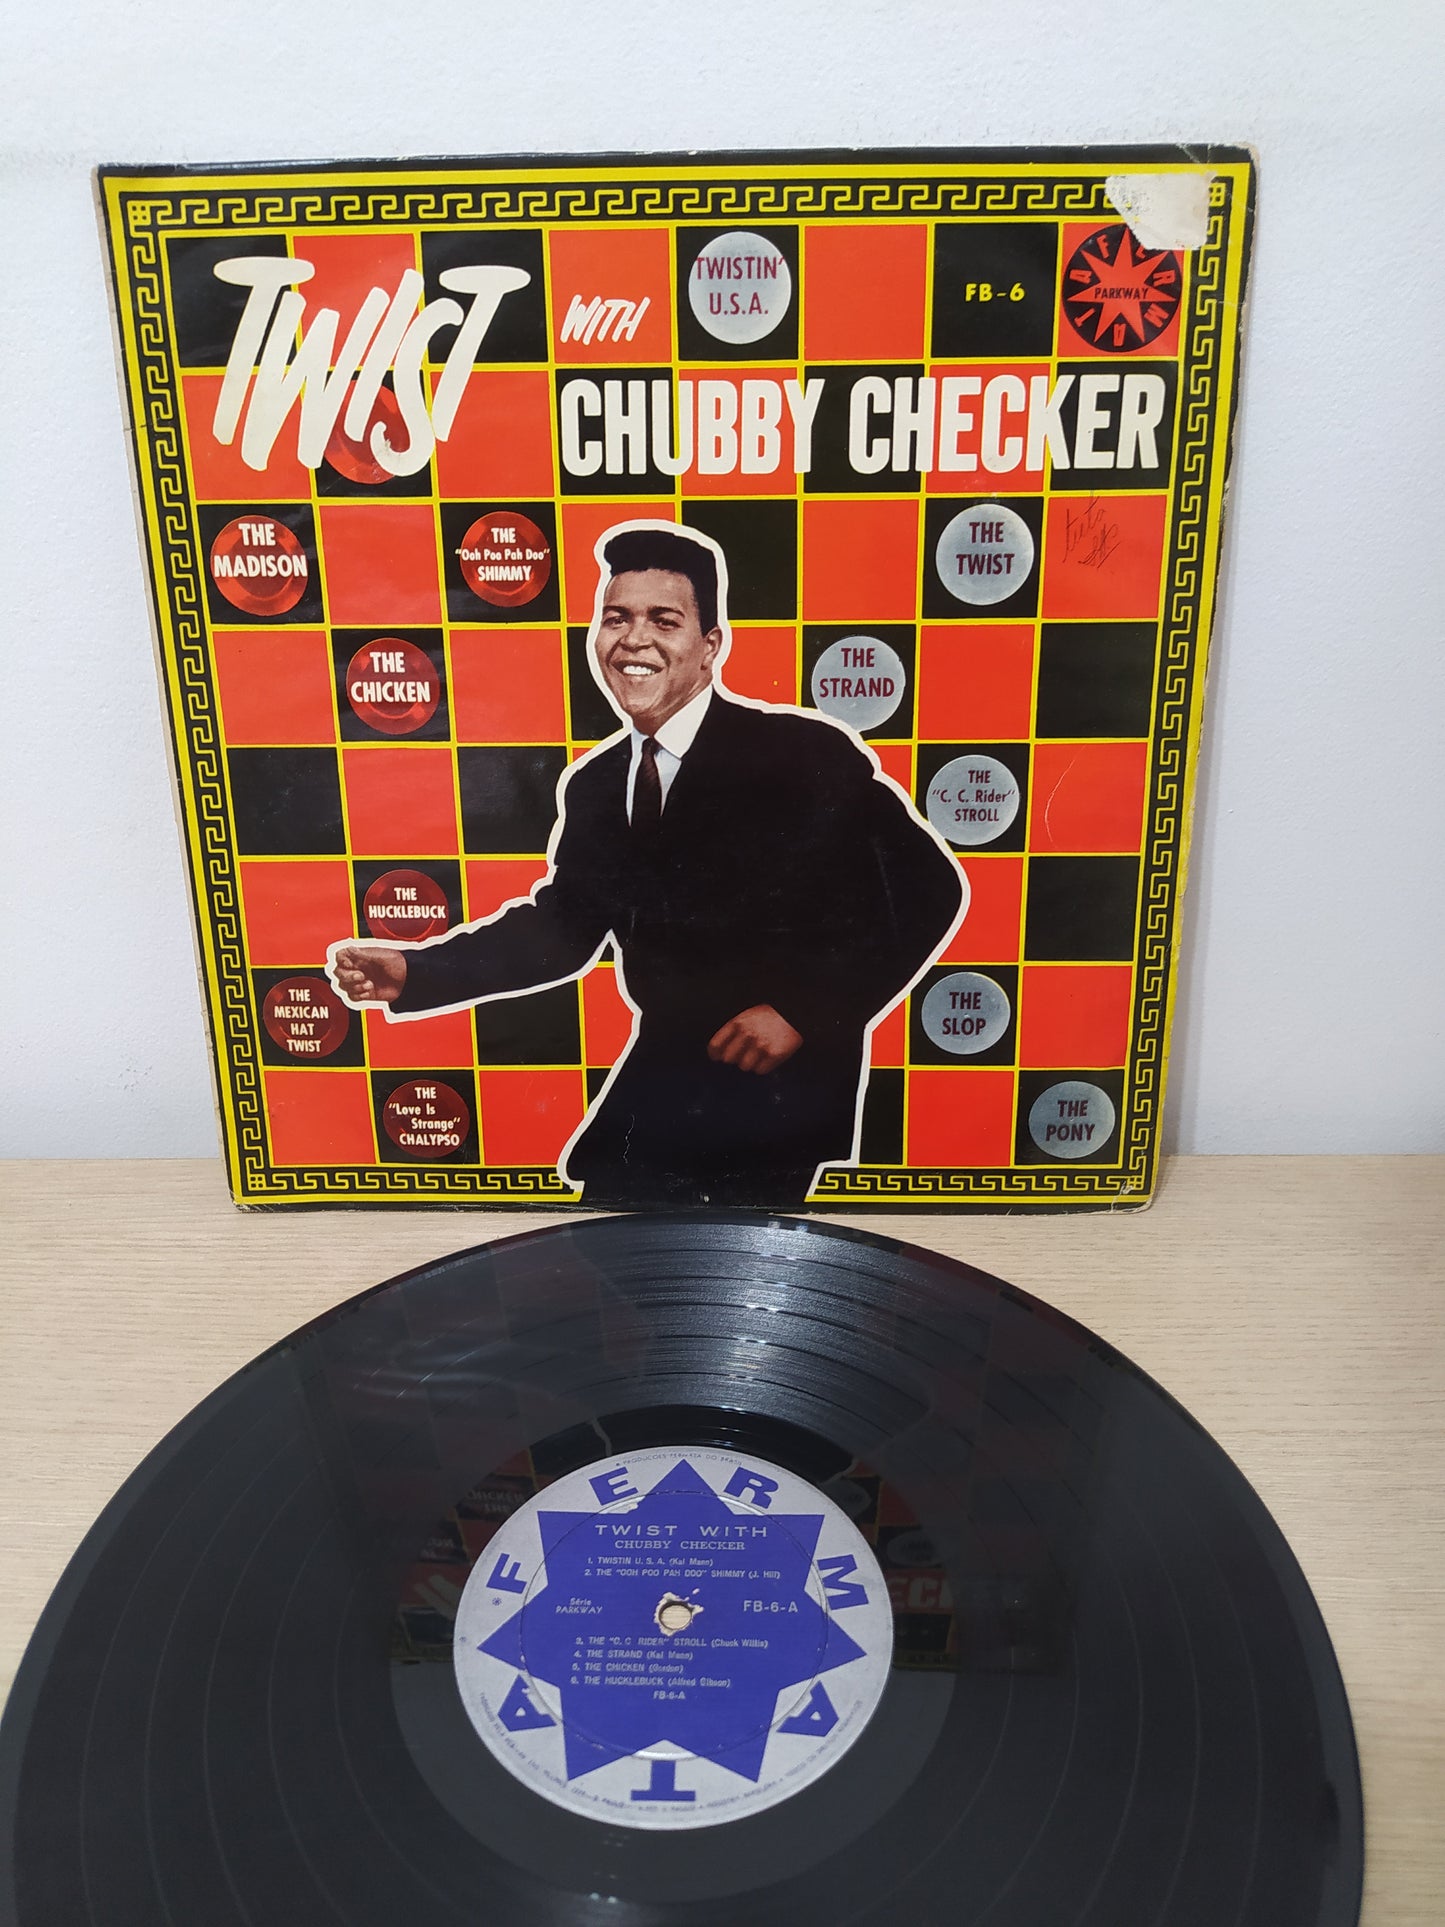 TWIST
WITH
TWISTIN'
U.S.A.
FB-6
FERMATA
PARKWAY
CHUBBY CHECKER
THE
MADISON
THE
"Ooh Poo Pah Doo"
SHIMMY
THE
TWIST
THE
CHICKEN
THE
STRAND
THE
"C. C. Rider"
STROLL
THE
HUCKLEBUCK
THE
MEXICAN
HAT
TWIST
THE
SLOP
THE
"Love Is
Strange"
CHALYPSO
THE
PONY
PRODUCOES FERMATA DO BRASIL
FERMATA
TWIST WITH
CHUBBY CHECKER
1. TWISTIN U. S. A. (Kal Mann)
2. THE "OOH POO PAH DOO" SHIMMY (J. Hill)
Série
PARKWAY
FB-6-A
3. THE "C. C RIDER" STROLL (Chuck Willis)
4. THE STRAND (Kal Mann)
5. THE CHICKEN (Gordon)
6. THE HUCKLEBUCK (Alfred Gibson)
FB-6-A